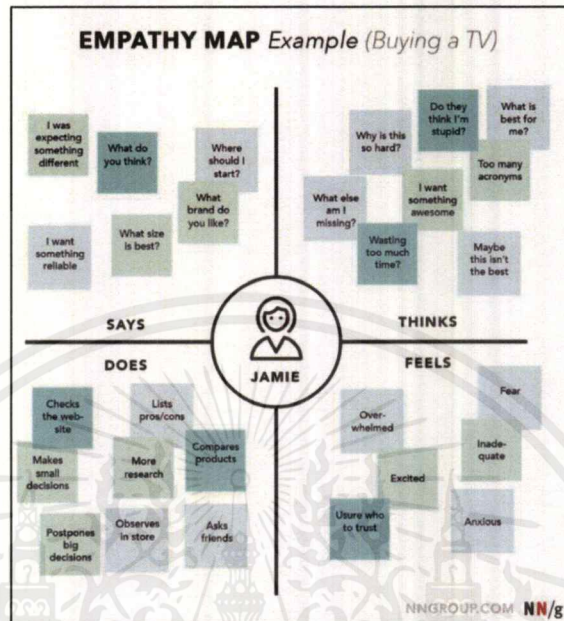 EMPATHY MAP Example (Buying a TV)
I was
expecting
something
different
What do
you think?
Where
should I
start?
What
brand do
you like?
I want
something
reliable
What size
is best?
SAYS
Do they
think I'm
stupid?
What is
best for
me?
Why is this
so hard?
Too many
acronyms
What else
am I
missing?
I want
something
awesome
Wasting
too much
time?
Maybe
this isn't
the best
THINKS
JAMIE
DOES
Checks
the web-
site
Lists
pros/cons
Makes
small
decisions
More
research
Compares
products
Postpones
big
decisions
Observes
in store
Asks
friends
FEELS
Fear
Over-
whelmed
Inade-
quate
Excited
Usure who
to trust
Anxious
NNGROUP.COM NN/g